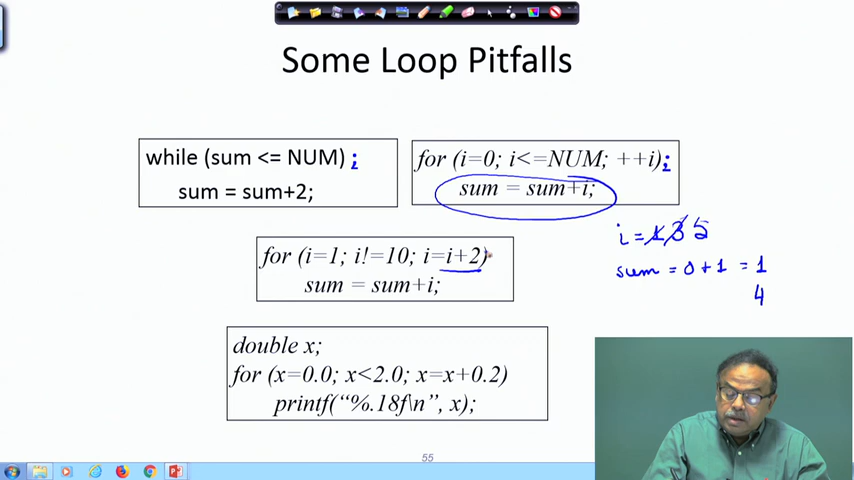 Some Loop Pitfalls
while (sum <= NUM) ;
sum = sum+2;
for (i=0; i<=NUM; ++i);
sum = sum+i;
for (i=1; i!=10; i=i+2)
sum = sum+i;
i = 1 3 5
sum = 0 + 1 = 1
4
double x;
for (x=0.0; x<2.0; x=x+0.2)
printf(“%.18f\n”, x);
55